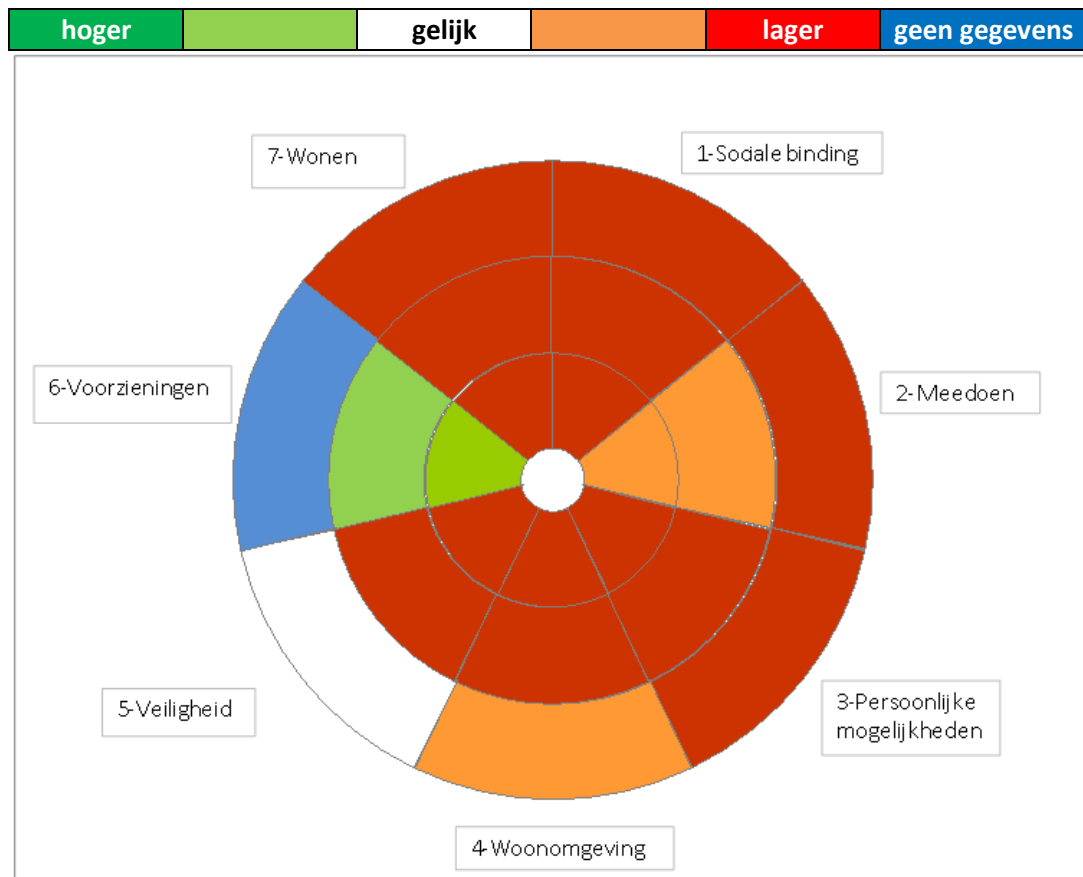 hoger gelijk lager geen gegevens
7-Wonen
1-Sociale binding
6-Voorzieningen
2-Meedoen
5-Veiligheid
3-Persoonlijke
mogelijkheden
4-Woonomgeving